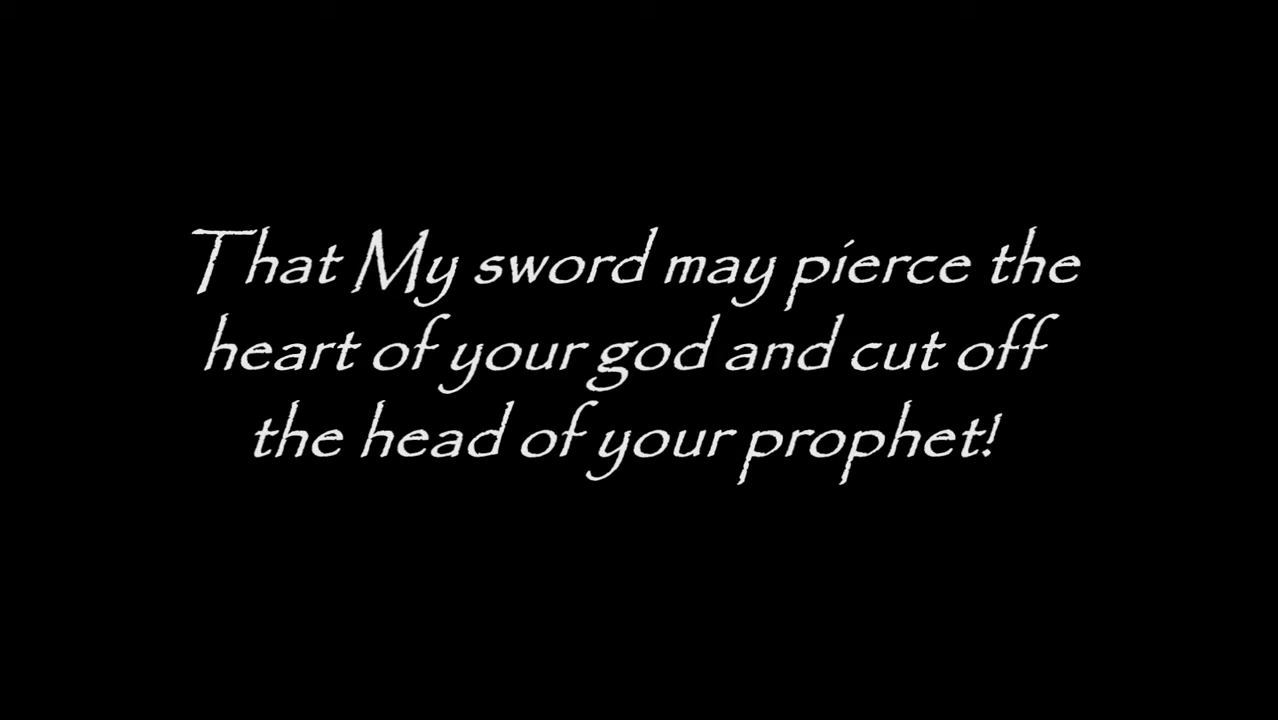 That My sword may pierce the
heart of your god and cut off
the head of your prophet!